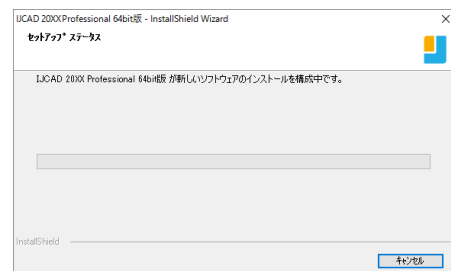 IJCAD 20XXProfessional 64bit版 - InstallShield Wizard
セットアップ ステータス
IJCAD 20XX Professional 64bit版 が新しいソフトウェアのインストールを構成中です。
InstallShield
キャンセル